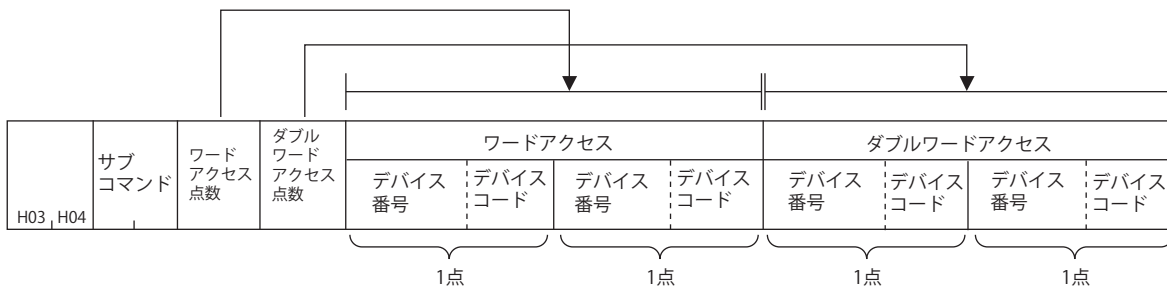 ワードアクセス
ダブルワードアクセス
H03 H04
サブ
コマンド
ワード
アクセス
点数
ダブル
ワード
アクセス
点数
デバイス
番号
デバイス
コード
デバイス
番号
デバイス
コード
デバイス
番号
デバイス
コード
デバイス
番号
デバイス
コード
1点
1点
1点
1点